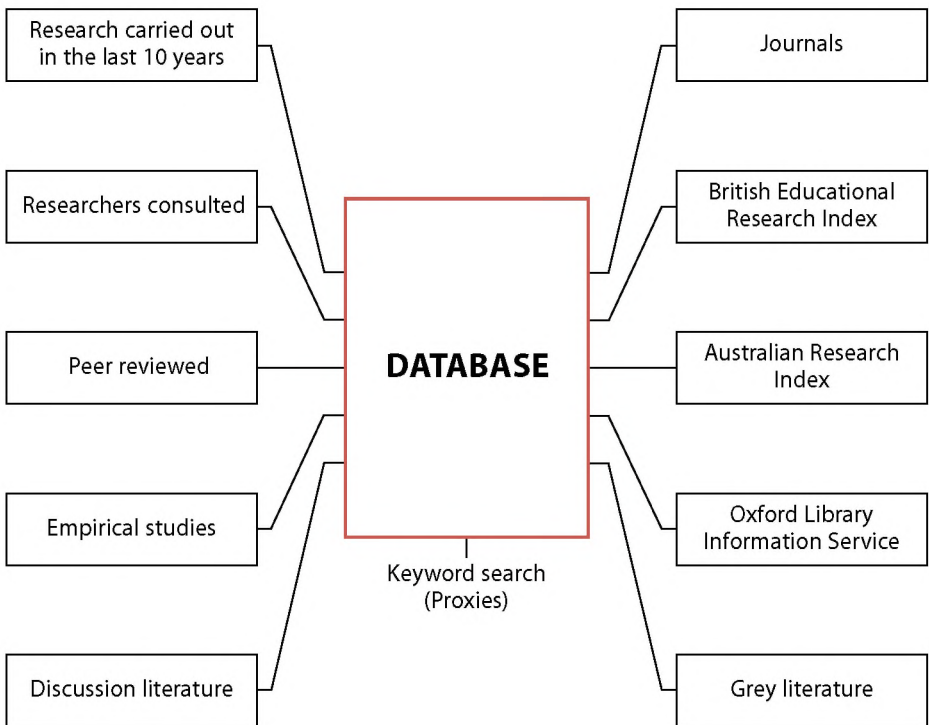 Research carried out
in the last 10 years
Journals
Researchers consulted
British Educational
Research Index
Peer reviewed
DATABASE
Australian Research
Index
Empirical studies
Oxford Library
Information Service
Keyword search
(Proxies)
Discussion literature
Grey literature